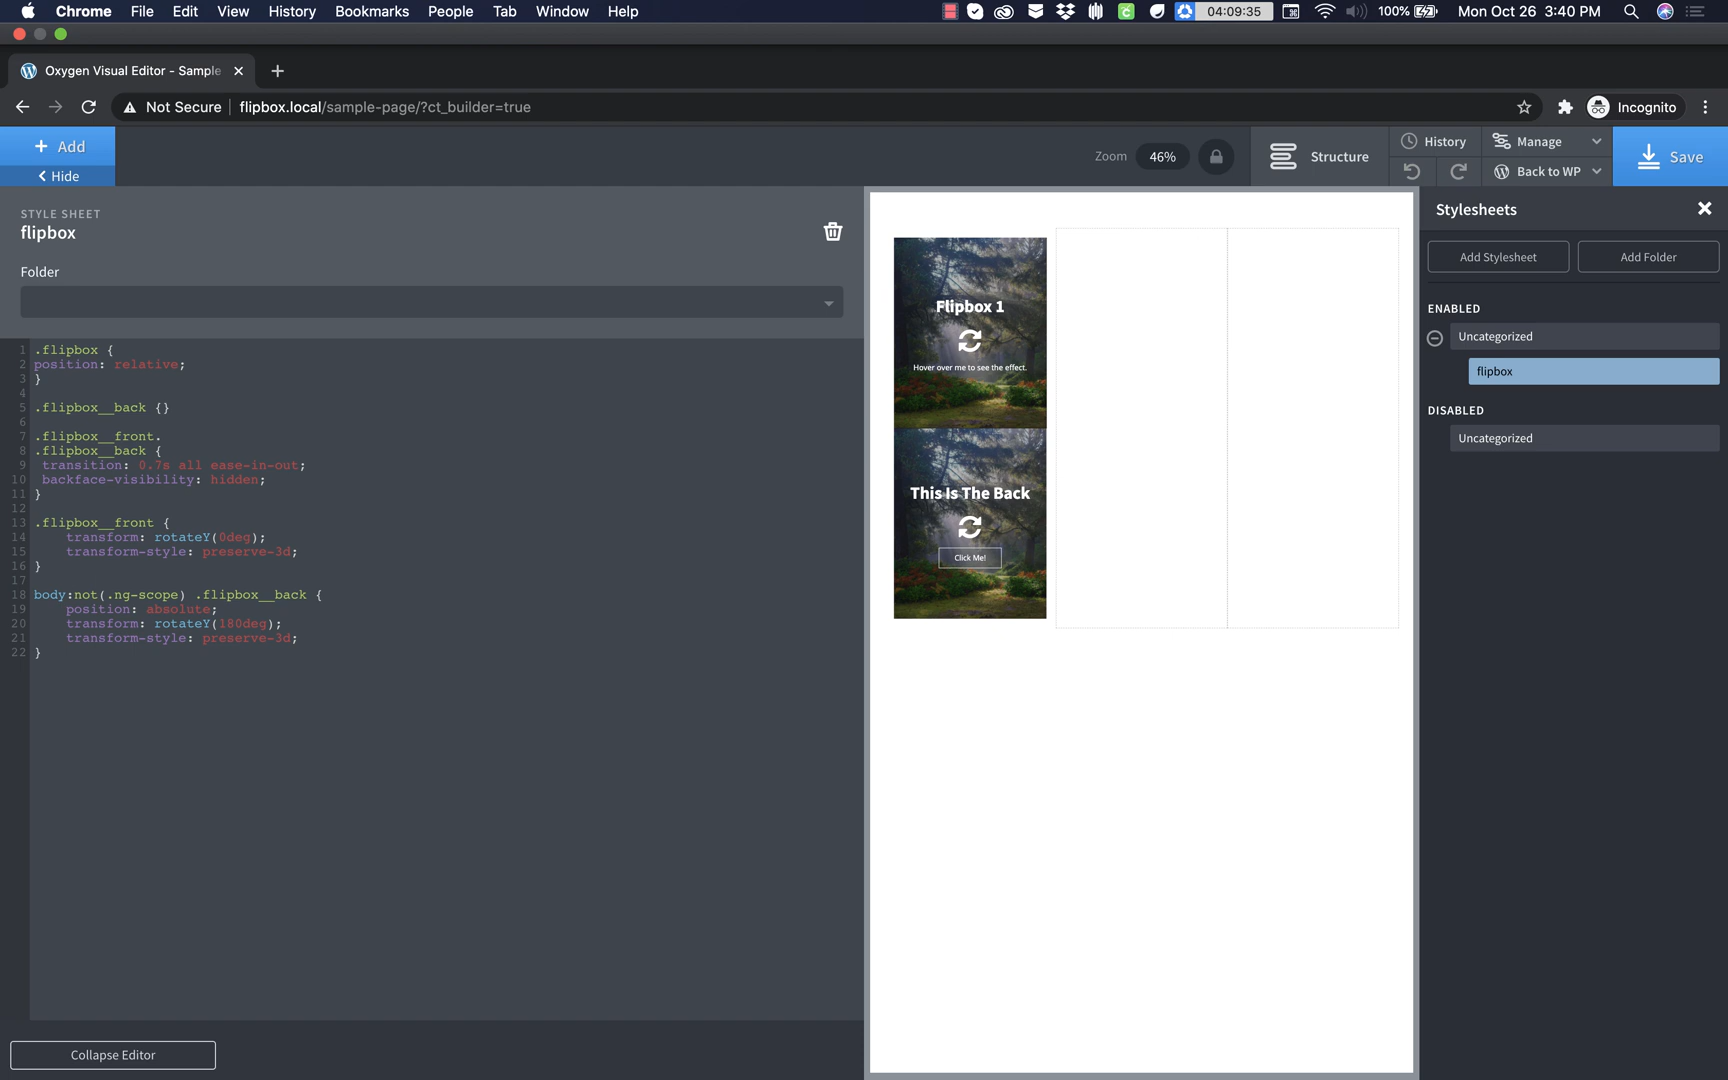 Chrome File Edit View History Bookmarks People Tab Window Help 04:09:35 100% Mon Oct 26 3:40 PM
Oxygen Visual Editor - Sample
Not Secure flipbox.local/sample-page/?ct_builder=true Incognito
+ Add
Hide
Zoom 46%
Structure
History
Manage
Back to WP
Save
STYLE SHEET
flipbox
Folder
1 .flipbox {
2 position: relative;
3 }
4
5 .flipbox__back {}
6
7 .flipbox__front.
8 .flipbox__back {
9 transition: 0.7s all ease-in-out;
10 backface-visibility: hidden;
11 }
12
13 .flipbox__front {
14 transform: rotateY(0deg);
15 transform-style: preserve-3d;
16 }
17
18 body:not(.ng-scope) .flipbox__back {
19 position: absolute;
20 transform: rotateY(180deg);
21 transform-style: preserve-3d;
22 }
Collapse Editor
Flipbox 1
Hover over me to see the effect.
This Is The Back
Click Me!
Stylesheets
Add Stylesheet
Add Folder
ENABLED
Uncategorized
flipbox
DISABLED
Uncategorized